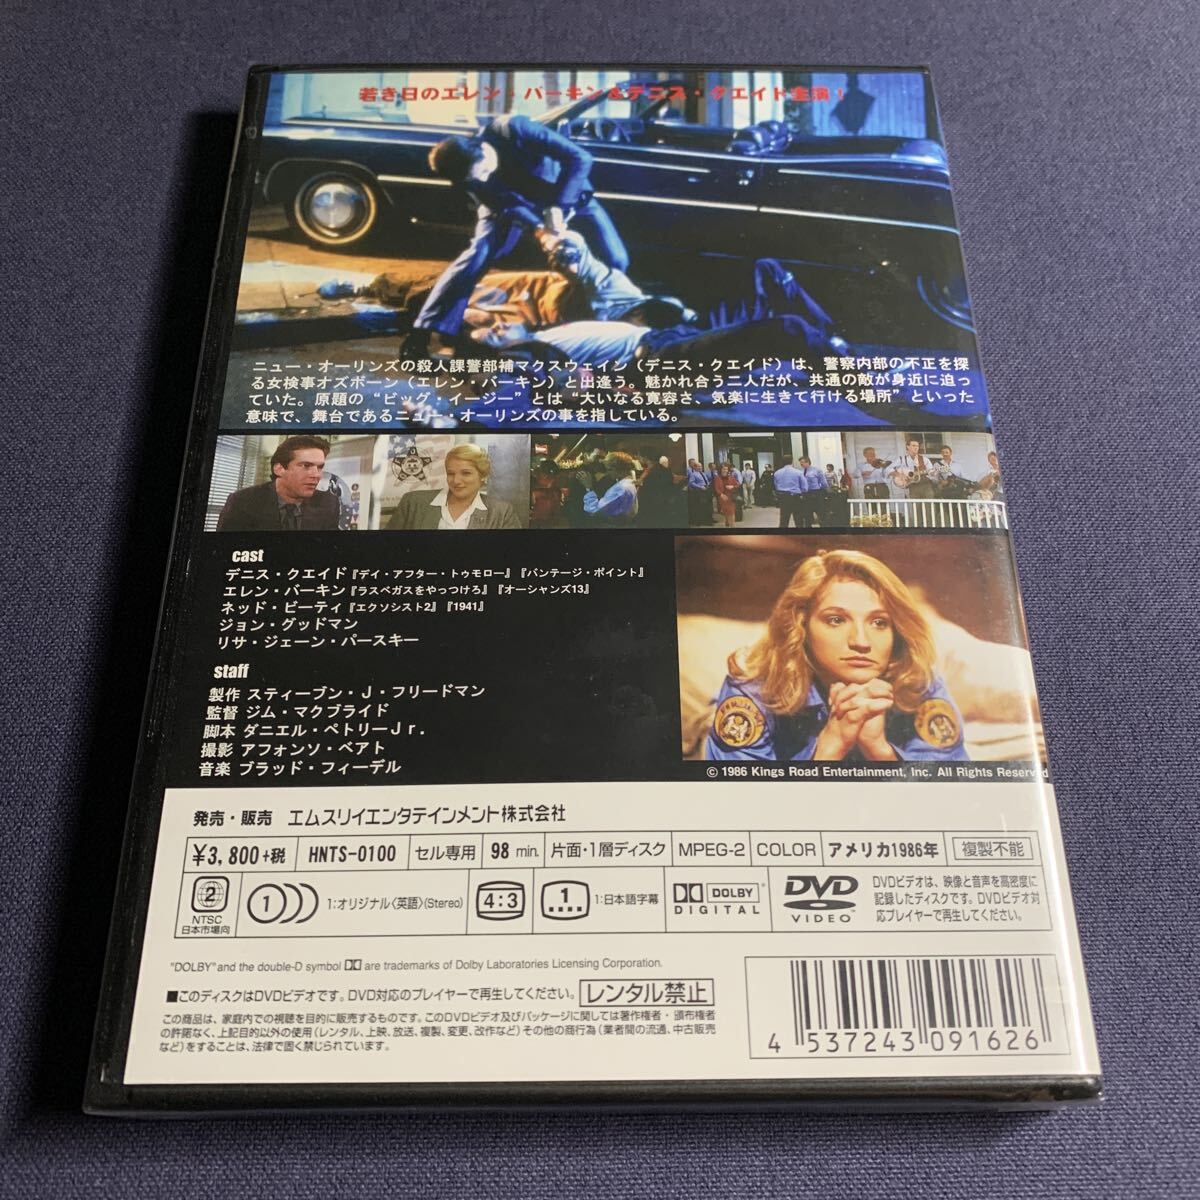 若き日のエレン・バーキン&デニス・クエイド主演!
ニュー・オーリンズの殺人課警部補マクスウェイン(デニス・クエイド)は、警察内部の不正を探
る女検事オズボーン(エレン・バーキン)と出逢う。魅かれ合う二人だが、共通の敵が身近に迫っ
ていた。原題の“ビッグ・イージー”とは“大いなる寛容さ、気楽に生きて行ける場所”といった
意味で、舞台であるニュー・オーリンズの事を指している。
cast
デニス・クエイド『デイ・アフター・トゥモロー』『バンテージ・ポイント』
エレン・バーキン『ラスベガスをやっつけろ』『オーシャンズ13』
ネッド・ビーティ『エクソシスト2』『1941』
ジョン・グッドマン
リサ・ジェーン・パースキー
staff
製作 スティーブン・J・フリードマン
監督 ジム・マクブライド
脚本 ダニエル・ペトリーJr.
撮影 アフォンソ・ベアト
音楽 ブラッド・フィーデル
© 1986 Kings Road Entertainment, Inc. All Rights Reserved
発売・販売 エムスリイエンタテインメント株式会社
¥3,800+税 HNTS-0100 セル専用 98 min. 片面・1層ディスク MPEG-2 COLOR アメリカ1986年 複製不能
2 NTSC 日本市場向
1 1:オリジナル〈英語〉(Stereo)
4:3
1 1:日本語字幕
DOLBY DIGITAL
DVD VIDEO
DVDビデオは、映像と音声を高密度に
記録したディスクです。DVDビデオ対
応プレイヤーで再生してください。
"DOLBY" and the double-D symbol are trademarks of Dolby Laboratories Licensing Corporation.
■このディスクはDVDビデオです。DVD対応のプレイヤーで再生してください。 レンタル禁止
この商品は、家庭内での視聴を目的に販売するものです。このDVDビデオ及びパッケージに関しては著作権者・頒布権者
の許諾なく、上記目的以外の使用(レンタル、上映、放送、複製、変更、改作など)その他の商行為(業者間の流通、中古販売
など)をすることは、法律で固く禁じられています。
4 537243 091626